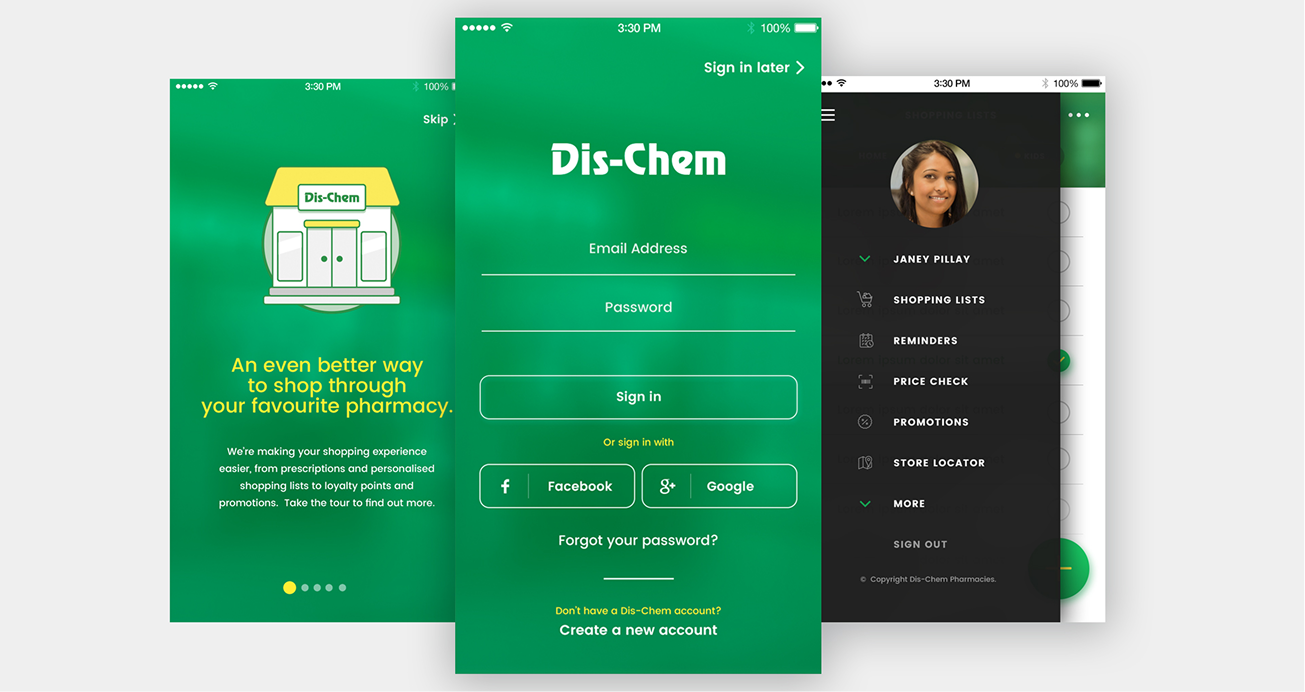 3:30 PM
100%
Skip
Dis-Chem
An even better way
to shop through
your favourite pharmacy.
We're making your shopping experience
easier, from prescriptions and personalised
shopping lists to loyalty points and
promotions. Take the tour to find out more.
3:30 PM
100%
Sign in later
Dis-Chem
Email Address
Password
Sign in
Or sign in with
Facebook
Google
Forgot your password?
Don't have a Dis-Chem account?
Create a new account
3:30 PM
100%
SHOPPING LISTS
JANEY PILLAY
SHOPPING LISTS
REMINDERS
PRICE CHECK
PROMOTIONS
STORE LOCATOR
MORE
SIGN OUT
© Copyright Dis-Chem Pharmacies.